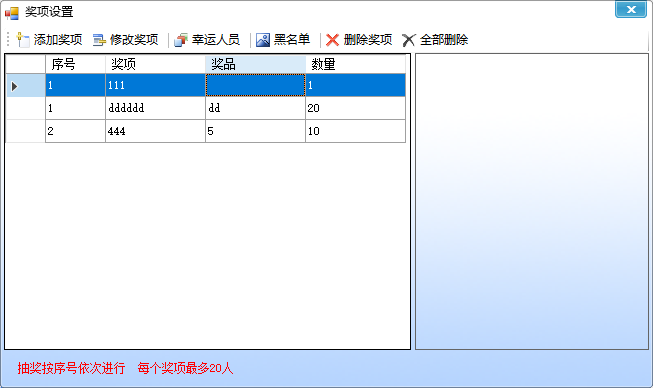 奖项设置
添加奖项 修改奖项 幸运人员 黑名单 删除奖项 全部删除
序号 奖项 奖品 数量
1 111 1
1 dddddd dd 20
2 444 5 10
抽奖按序号依次进行 每个奖项最多20人